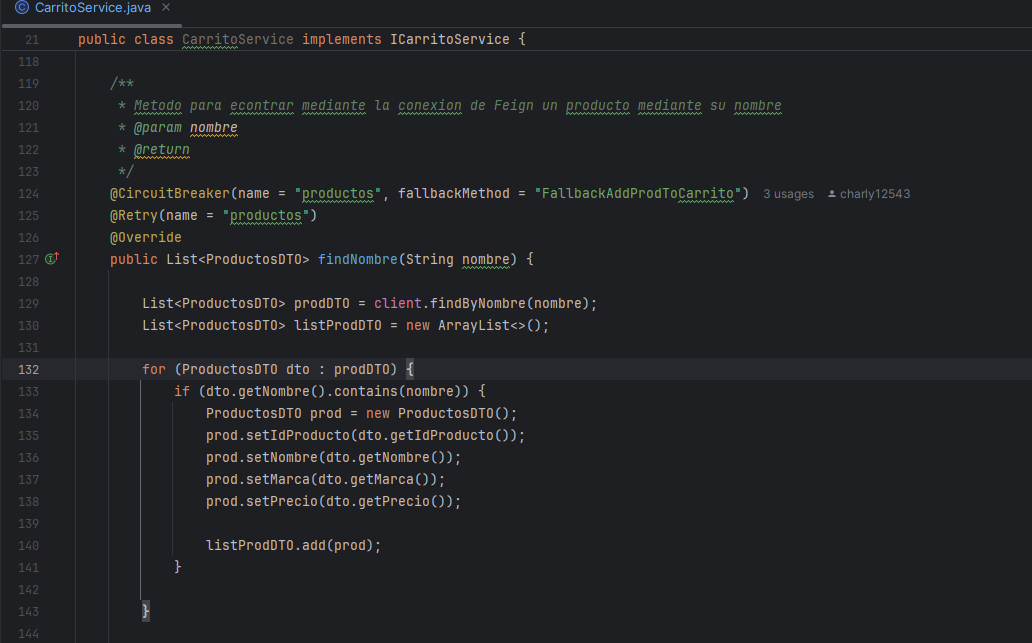 CarritoService.java
21 public class CarritoService implements ICarritoService {
118
119 /**
120 * Metodo para econtrar mediante la conexion de Feign un producto mediante su nombre
121 * @param nombre
122 * @return
123 */
124 @CircuitBreaker(name = "productos", fallbackMethod = "FallbackAddProdToCarrito") 3 usages charly12543
125 @Retry(name = "productos")
126 @Override
127 public List<ProductosDTO> findNombre(String nombre) {
128
129 List<ProductosDTO> prodDTO = client.findByNombre(nombre);
130 List<ProductosDTO> listProdDTO = new ArrayList<>();
131
132 for (ProductosDTO dto : prodDTO) {
133 if (dto.getNombre().contains(nombre)) {
134 ProductosDTO prod = new ProductosDTO();
135 prod.setIdProducto(dto.getIdProducto());
136 prod.setNombre(dto.getNombre());
137 prod.setMarca(dto.getMarca());
138 prod.setPrecio(dto.getPrecio());
139
140 listProdDTO.add(prod);
141 }
142
143 }
144